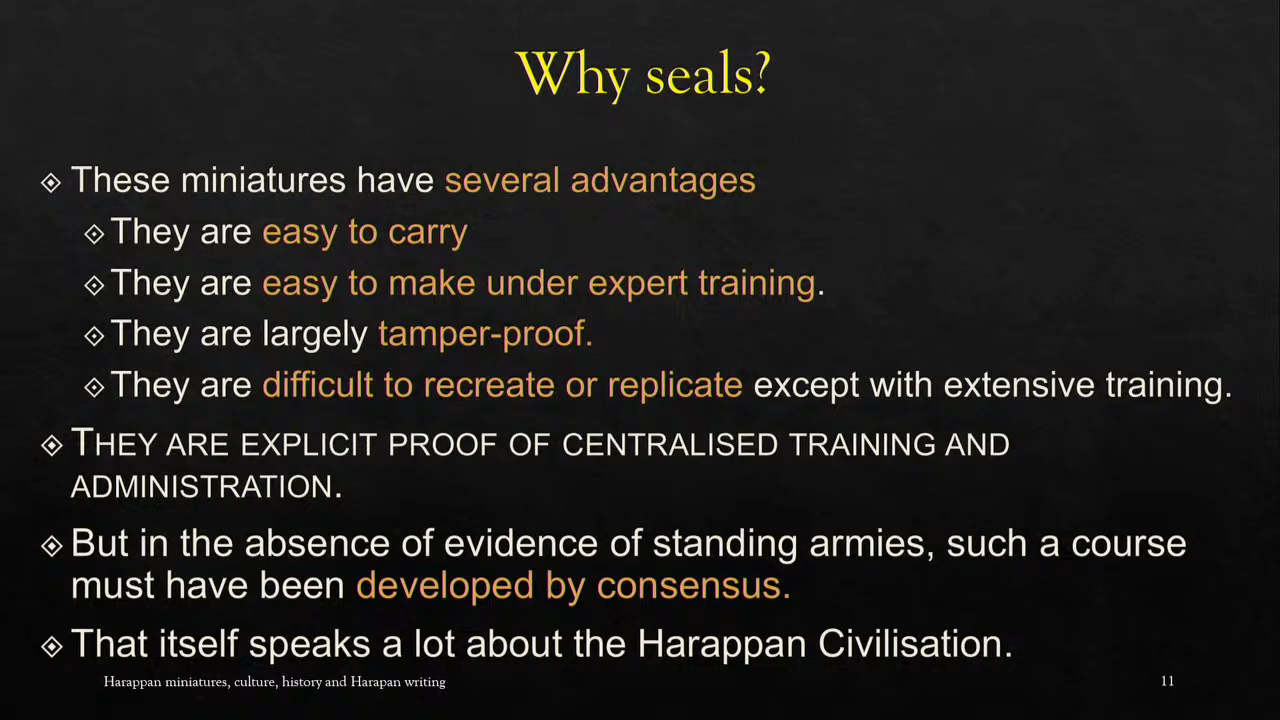 Why seals?
These miniatures have several advantages
They are easy to carry
They are easy to make under expert training.
They are largely tamper-proof.
They are difficult to recreate or replicate except with extensive training.
THEY ARE EXPLICIT PROOF OF CENTRALISED TRAINING AND
ADMINISTRATION.
But in the absence of evidence of standing armies, such a course
must have been developed by consensus.
That itself speaks a lot about the Harappan Civilisation.
Harappan miniatures, culture, history and Harapan writing
11